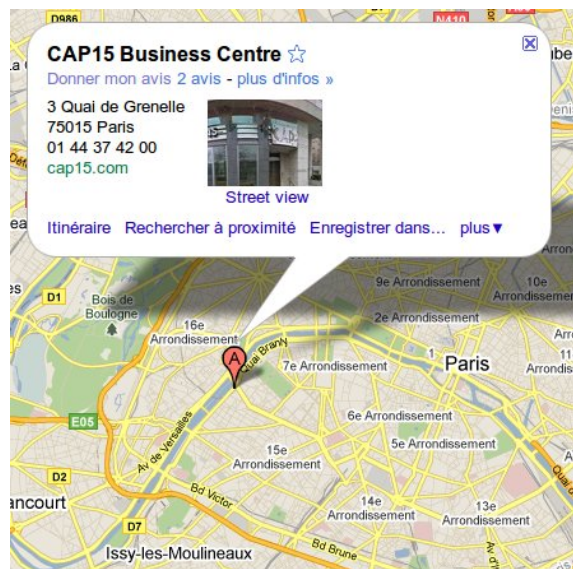 D986
N410
CAP15 Business Centre
Donner mon avis 2 avis - plus d'infos »
3 Quai de Grenelle
75015 Paris
01 44 37 42 00
cap15.com
Street view
Itinéraire Rechercher à proximité Enregistrer dans... plus▼
9e Arrondissement
10e
Arrondissement
2e Arrondissement
D1
Bois de
Boulogne
16e
Arrondissement
A
Quai Branly
7e Arrondissement
1
Paris
11
E05
6e
Arrondissement
5e Arrondissement
Av de Versailles
15e
Arrondissement
D2
Bd Victor
14e
Arrondissement
13e
Arrondissement
D7
Issy-les-Moulineaux
Bd Brune